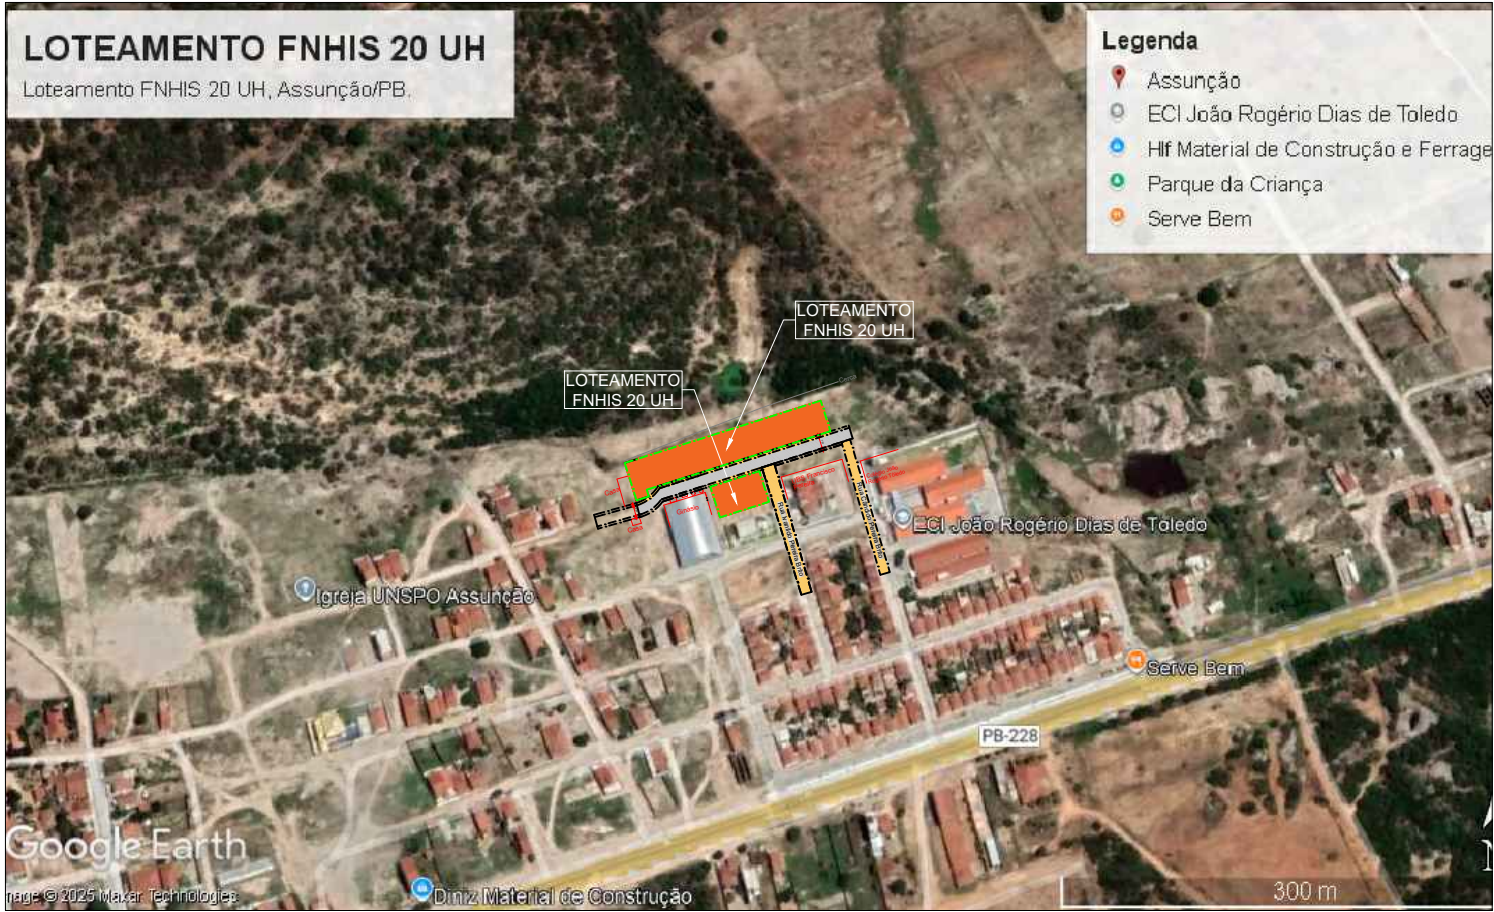 LOTEAMENTO FNHIS 20 UH
Loteamento FNHIS 20 UH, Assunção/PB.
Legenda
Assunção
ECI João Rogério Dias de Toledo
Hlf Material de Construção e Ferrage
Parque da Criança
Serve Bem
LOTEAMENTO
FNHIS 20 UH
LOTEAMENTO
FNHIS 20 UH
Cerca
Ginásio
ECI João Rogério Dias de Toledo
Igreja UNSPO Assunção
Serve Bem
PB-228
Google Earth
mage © 2025 Maxar Technologies
Diniz Material de Construção
300 m
N